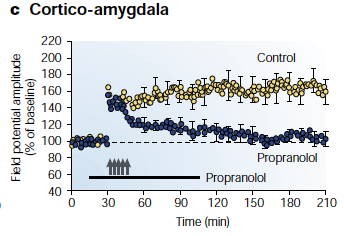 c Cortico-amygdala
Field potential amplitude
(% of baseline)
220
200
180
160
140
120
100
80
60
40
Control
Propranolol
Propranolol
0 30 60 90 120 150 180 210
Time (min)